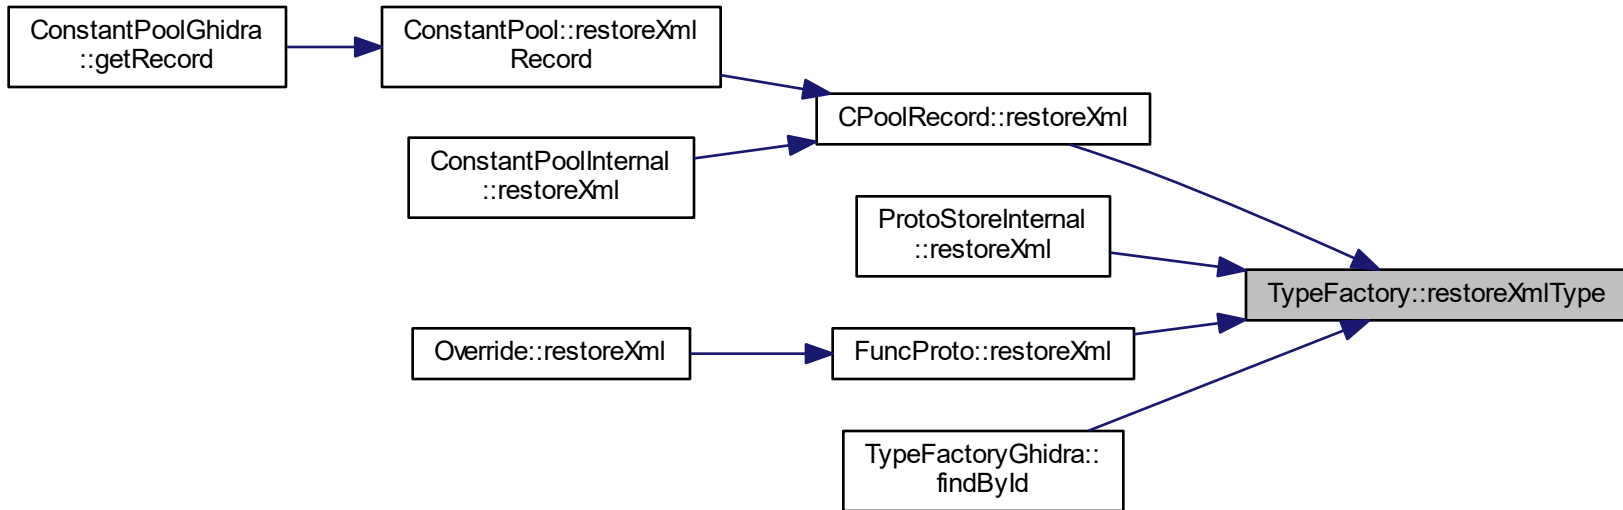 ConstantPoolGhidra
::getRecord
ConstantPool::restoreXml
Record
CPoolRecord::restoreXml
ConstantPoolInternal
::restoreXml
ProtoStoreInternal
::restoreXml
TypeFactory::restoreXmlType
Override::restoreXml
FuncProto::restoreXml
TypeFactoryGhidra::
findById